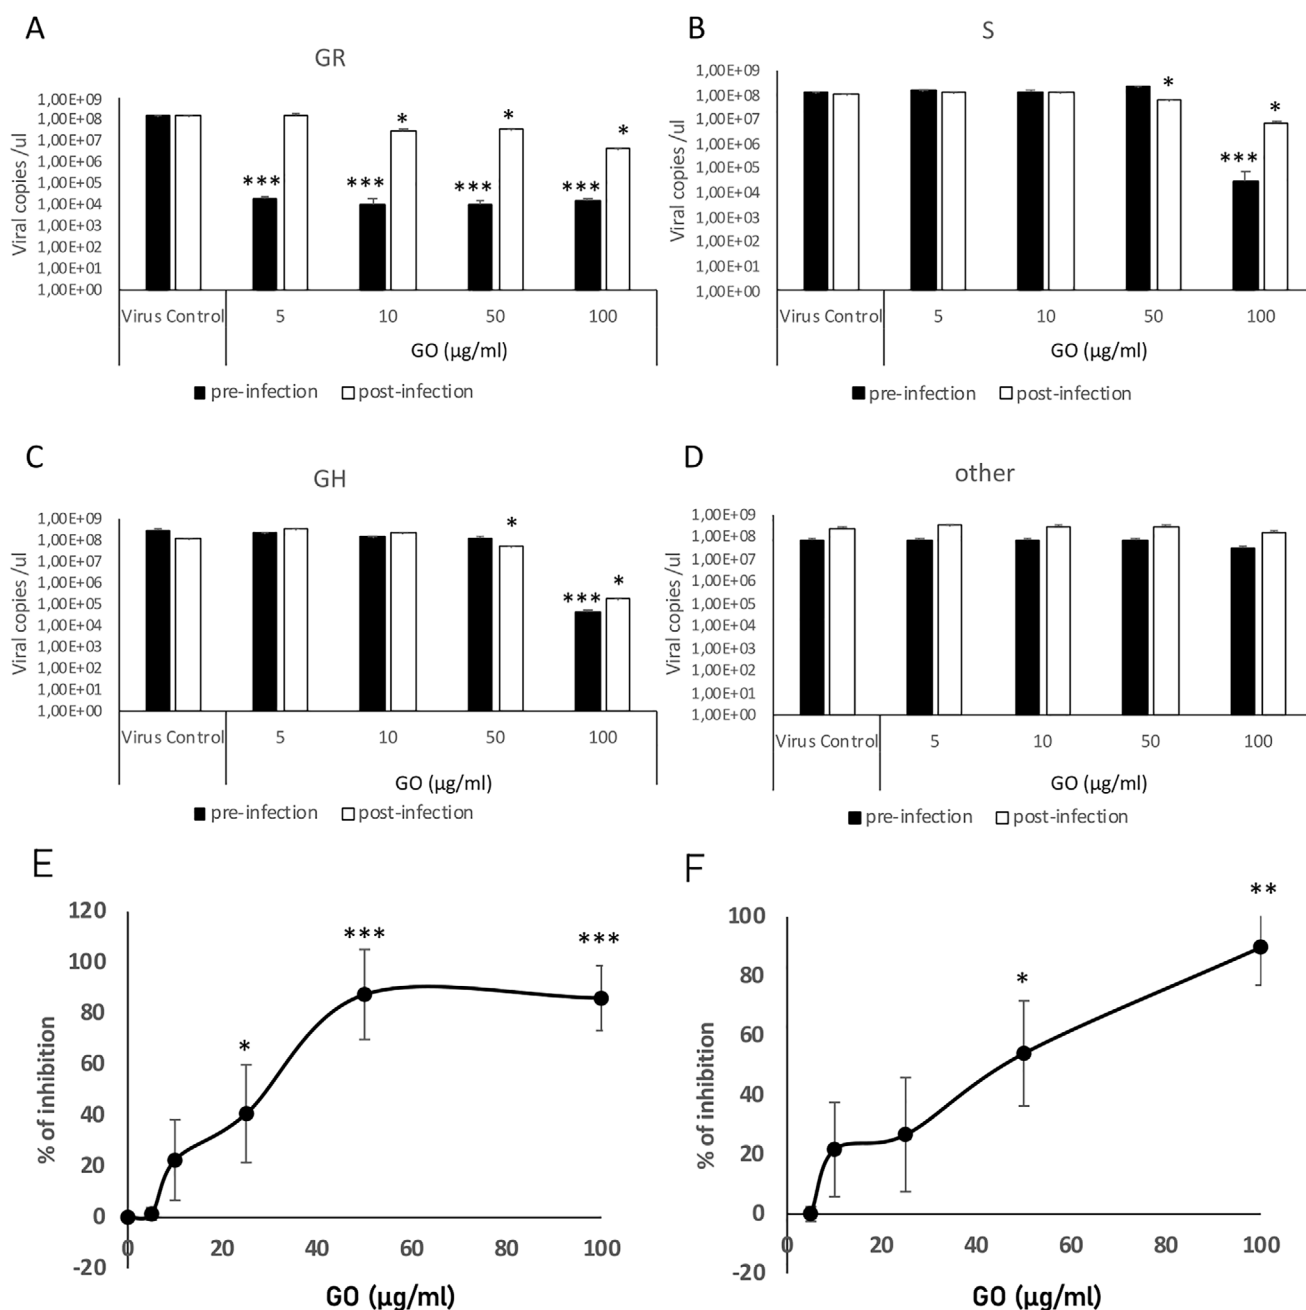 A
GR
Viral copies /ul
1,00E+09
1,00E+08
1,00E+07
1,00E+06
1,00E+05
1,00E+04
1,00E+03
1,00E+02
1,00E+01
1,00E+00
*** *** * *** * *** *
Virus Control 5 10 50 100
GO (µg/ml)
pre-infection post-infection
B
S
Viral copies /ul
1,00E+09
1,00E+08
1,00E+07
1,00E+06
1,00E+05
1,00E+04
1,00E+03
1,00E+02
1,00E+01
1,00E+00
* *** *
Virus Control 5 10 50 100
GO (µg/ml)
pre-infection post-infection
C
GH
Viral copies /ul
1,00E+09
1,00E+08
1,00E+07
1,00E+06
1,00E+05
1,00E+04
1,00E+03
1,00E+02
1,00E+01
1,00E+00
* *** *
Virus Control 5 10 50 100
GO (µg/ml)
pre-infection post-infection
D
other
Viral copies /ul
1,00E+09
1,00E+08
1,00E+07
1,00E+06
1,00E+05
1,00E+04
1,00E+03
1,00E+02
1,00E+01
1,00E+00
Virus Control 5 10 50 100
GO (µg/ml)
pre-infection post-infection
E
% of inhibition
120
100
80
60
40
20
0
-20
* *** ***
0 20 40 60 80 100
GO (µg/ml)
F
% of inhibition
100
80
60
40
20
0
-20
* **
0 20 40 60 80 100
GO (µg/ml)